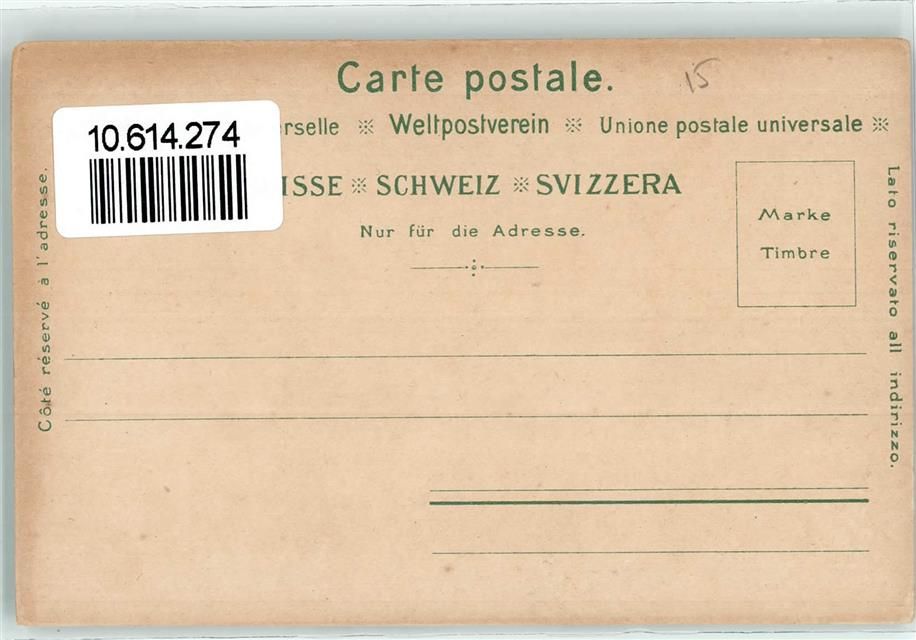 Carte postale.
15
10.614.274
erselle ※ Weltpostverein ※ Unione postale universale ※
ISSE ※ SCHWEIZ ※ SVIZZERA
Nur für die Adresse.
Marke
Timbre
Côté réservé à l'adresse.
Lato riservato all indirizzo.